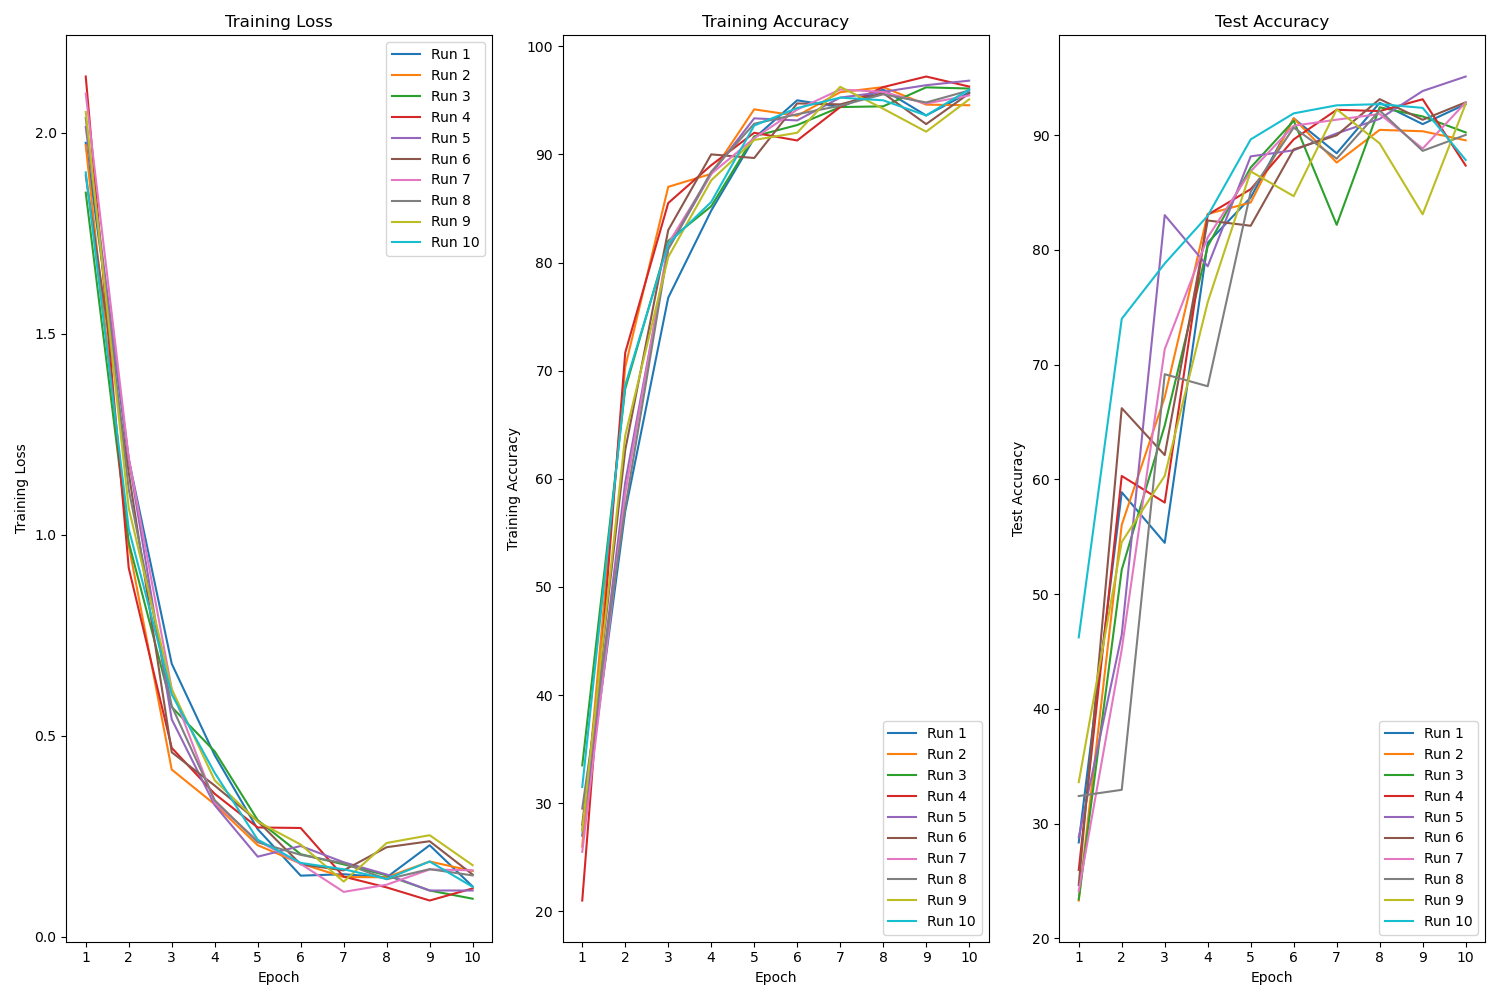 Training Loss
Training Loss
2.0
1.5
1.0
0.5
0.0
1 2 3 4 5 6 7 8 9 10
Epoch
Run 1
Run 2
Run 3
Run 4
Run 5
Run 6
Run 7
Run 8
Run 9
Run 10
Training Accuracy
Training Accuracy
100
90
80
70
60
50
40
30
20
1 2 3 4 5 6 7 8 9 10
Epoch
Run 1
Run 2
Run 3
Run 4
Run 5
Run 6
Run 7
Run 8
Run 9
Run 10
Test Accuracy
Test Accuracy
90
80
70
60
50
40
30
20
1 2 3 4 5 6 7 8 9 10
Epoch
Run 1
Run 2
Run 3
Run 4
Run 5
Run 6
Run 7
Run 8
Run 9
Run 10